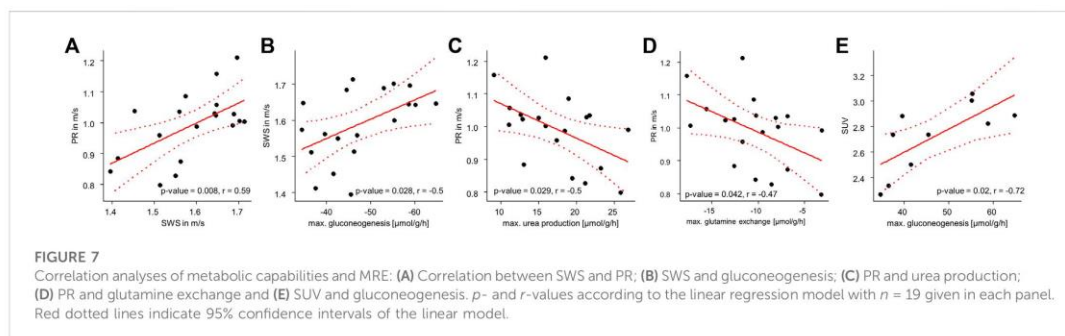 A
B
C
D
E
PR in m/s
1.2
1.1
1.0
0.9
0.8
1.4
1.5
1.6
1.7
SWS in m/s
p-value = 0.008, r = 0.59
SWS in m/s
1.7
1.6
1.5
1.4
-40
-50
-60
max. gluconeogenesis [µmol/g/h]
p-value = 0.028, r = -0.5
PR in m/s
1.2
1.1
1.0
0.9
0.8
10
15
20
25
max. urea production [µmol/g/h]
p-value = 0.029, r = -0.5
PR in m/s
1.2
1.1
1.0
0.9
0.8
-15
-10
-5
max. glutamine exchange [µmol/g/h]
p-value = 0.042, r = -0.47
SUV
3.2
2.8
2.4
40
50
60
max. gluconeogenesis [µmol/g/h]
p-value = 0.02, r = -0.72
FIGURE 7
Correlation analyses of metabolic capabilities and MRE: (A) Correlation between SWS and PR; (B) SWS and gluconeogenesis; (C) PR and urea production;
(D) PR and glutamine exchange and (E) SUV and gluconeogenesis. p- and r-values according to the linear regression model with n = 19 given in each panel.
Red dotted lines indicate 95% confidence intervals of the linear model.